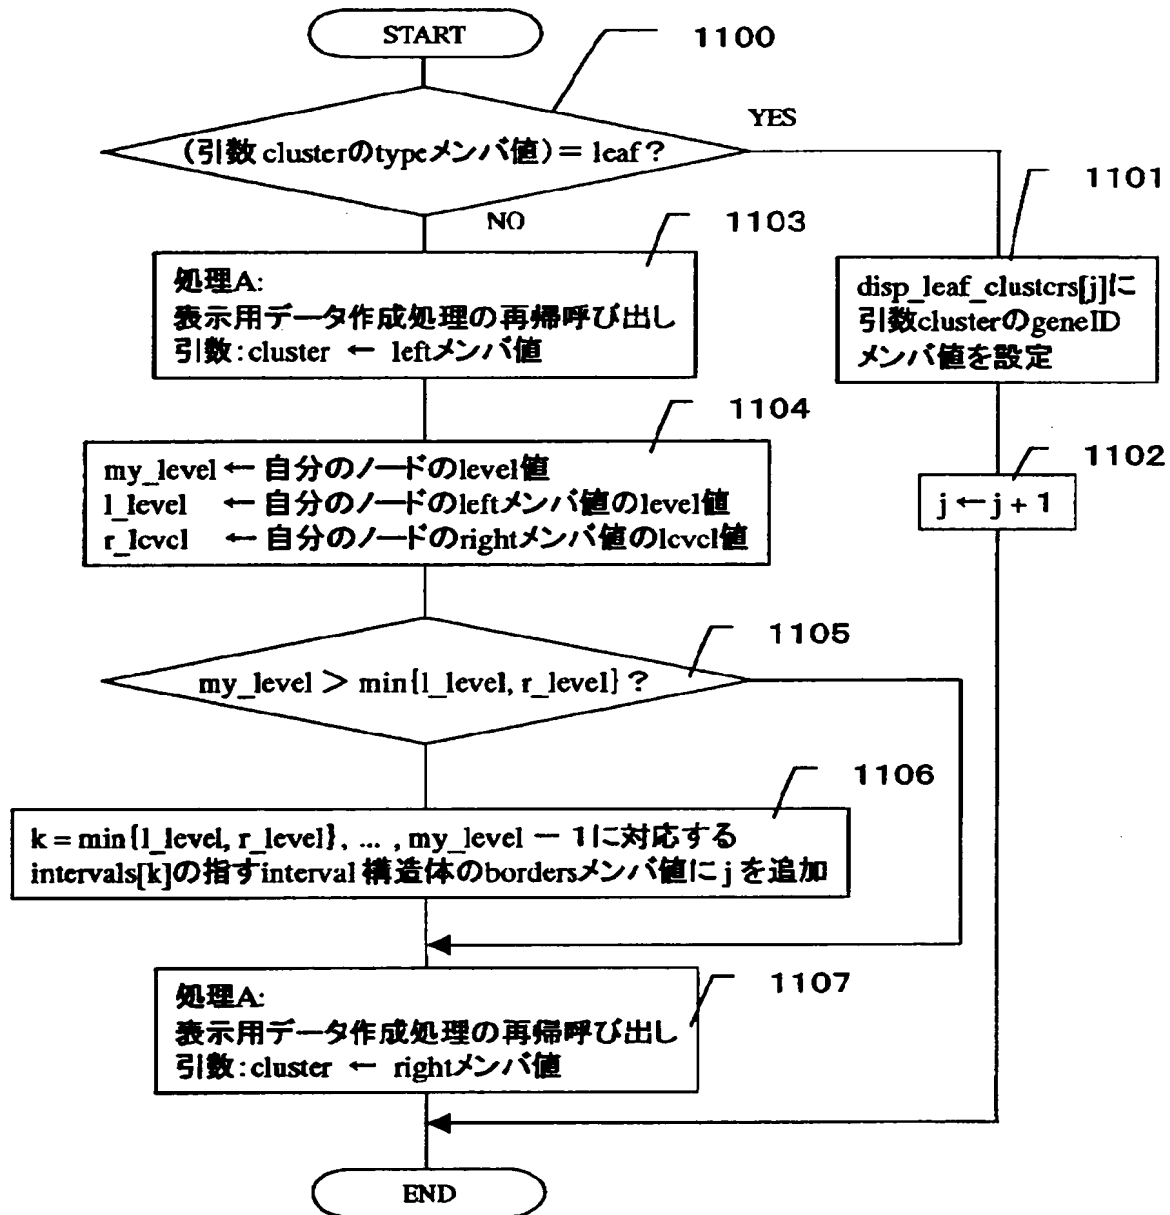 START
1100
(引数 clusterのtypeメンバ値) = leaf ?
YES
NO
1101
disp_leaf_clusters[j]に
引数clusterのgeneID
メンバ値を設定
1102
j ← j + 1
1103
処理A:
表示用データ作成処理の再帰呼び出し
引数:cluster ← leftメンバ値
1104
my_level ← 自分のノードのlevel値
l_level ← 自分のノードのleftメンバ値のlevel値
r_level ← 自分のノードのrightメンバ値のlevel値
1105
my_level > min{l_level, r_level} ?
1106
k = min{l_level, r_level}, ... , my_level − 1に対応する
intervals[k]の指すinterval 構造体のbordersメンバ値に j を追加
1107
処理A:
表示用データ作成処理の再帰呼び出し
引数:cluster ← rightメンバ値
END